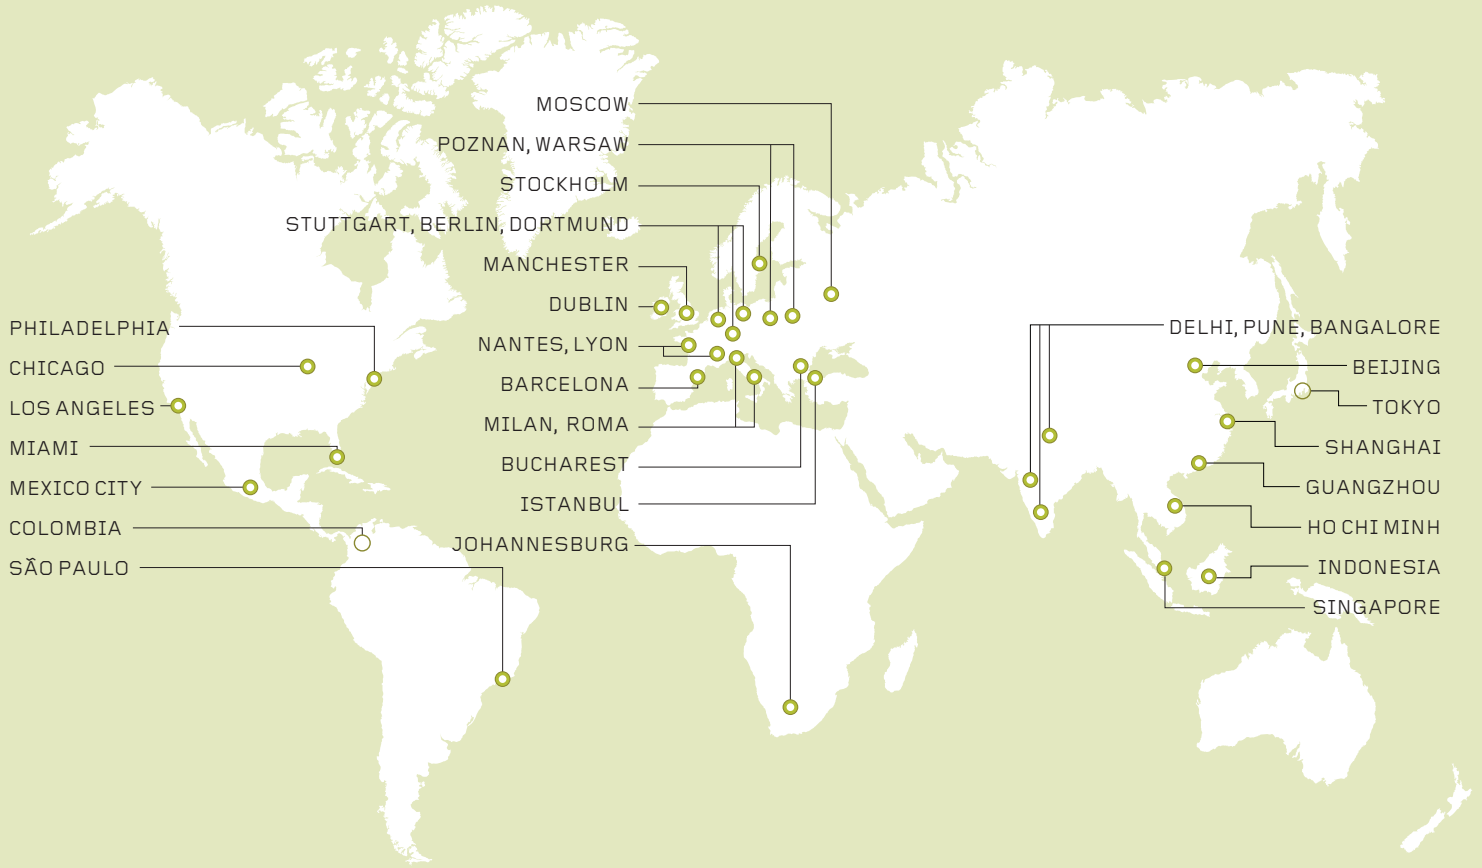 MOSCOW
POZNAN, WARSAW
STOCKHOLM
STUTTGART, BERLIN, DORTMUND
MANCHESTER
DUBLIN
NANTES, LYON
BARCELONA
MILAN, ROMA
BUCHAREST
ISTANBUL
JOHANNESBURG
PHILADELPHIA
CHICAGO
LOS ANGELES
MIAMI
MEXICO CITY
COLOMBIA
SÃO PAULO
DELHI, PUNE, BANGALORE
BEIJING
TOKYO
SHANGHAI
GUANGZHOU
HO CHI MINH
INDONESIA
SINGAPORE